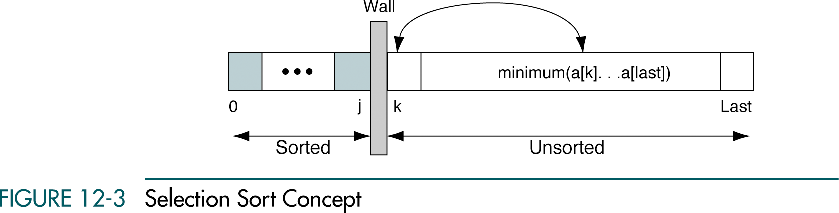 Wall
••• minimum(a[k]. . .a[last])
0 j k Last
Sorted Unsorted
FIGURE 12-3 Selection Sort Concept